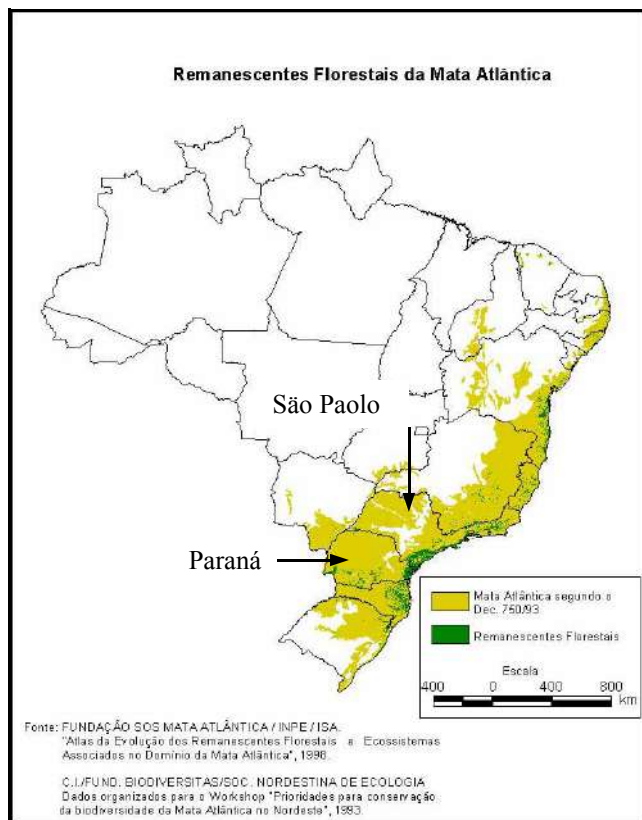 Remanescentes Florestais da Mata Atlântica
Säo Paolo
Paraná
Mata Atlântica segundo o
Dec. 750/93
Remanescentes Florestais
Escala
400 0 400 800
km
Fonte: FUNDAÇÃO SOS MATA ATLÂNTICA / INPE / ISA.
"Atlas da Evolução dos Remanescentes Florestais e Ecossistemas
Associados no Domínio da Mata Atlântica", 1998.
C.I./FUND. BIODIVERSITAS/SOC. NORDESTINA DE ECOLOGIA
Dados organizados para o Workshop "Prioridades para conservação
da biodiversidade da Mata Atlântica no Nordeste", 1993.